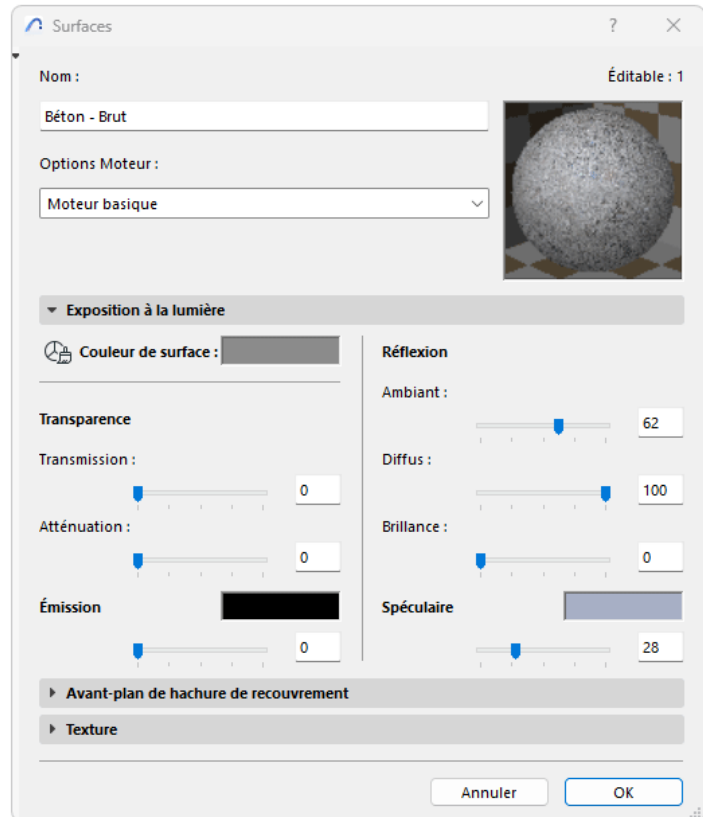 Surfaces ?
Nom : Éditable : 1
Béton - Brut
Options Moteur :
Moteur basique
Exposition à la lumière
Couleur de surface :
Transparence
Transmission :
0
Atténuation :
0
Émission
0
Réflexion
Ambiant :
62
Diffus :
100
Brillance :
0
Spéculaire
28
Avant-plan de hachure de recouvrement
Texture
Annuler OK